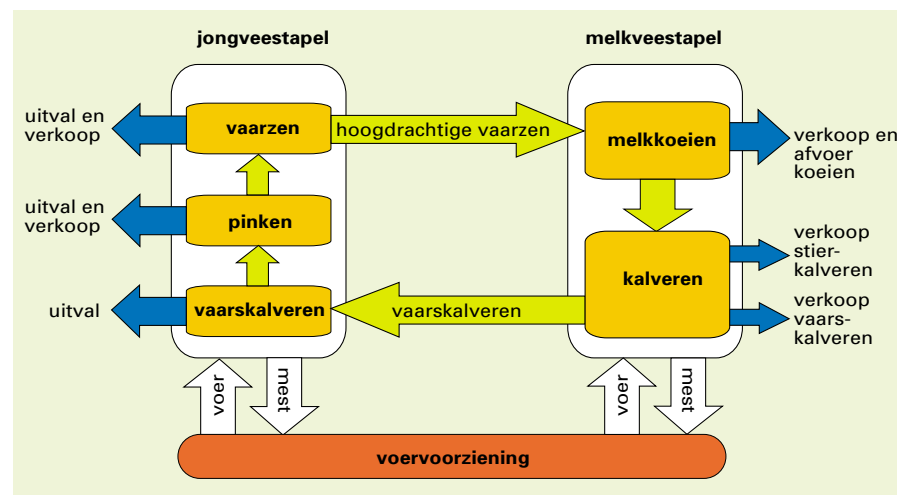 jongveestapel
melkveestapel
uitval en
verkoop
vaarzen
hoogdrachtige vaarzen
melkkoeien
verkoop en
afvoer
koeien
uitval en
verkoop
pinken
kalveren
verkoop
stier-
kalveren
uitval
vaarskalveren
vaarskalveren
verkoop
vaars-
kalveren
voer
mest
voer
mest
voervoorziening